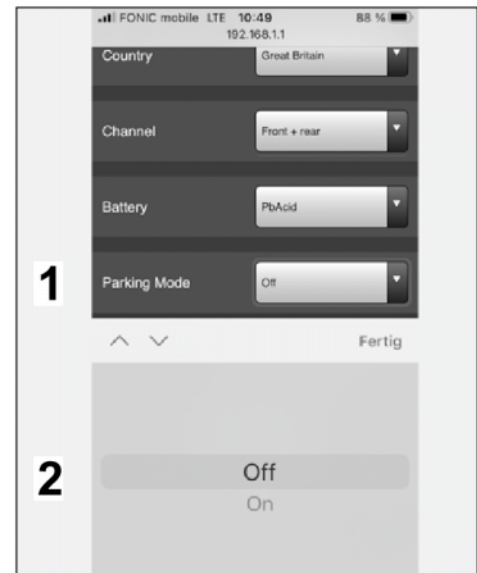 FONIC mobile LTE 10:49 88 %
192.168.1.1
Country Great Britain
Channel Front + rear
Battery PbAcid
1 Parking Mode Off
Fertig
2 Off
On